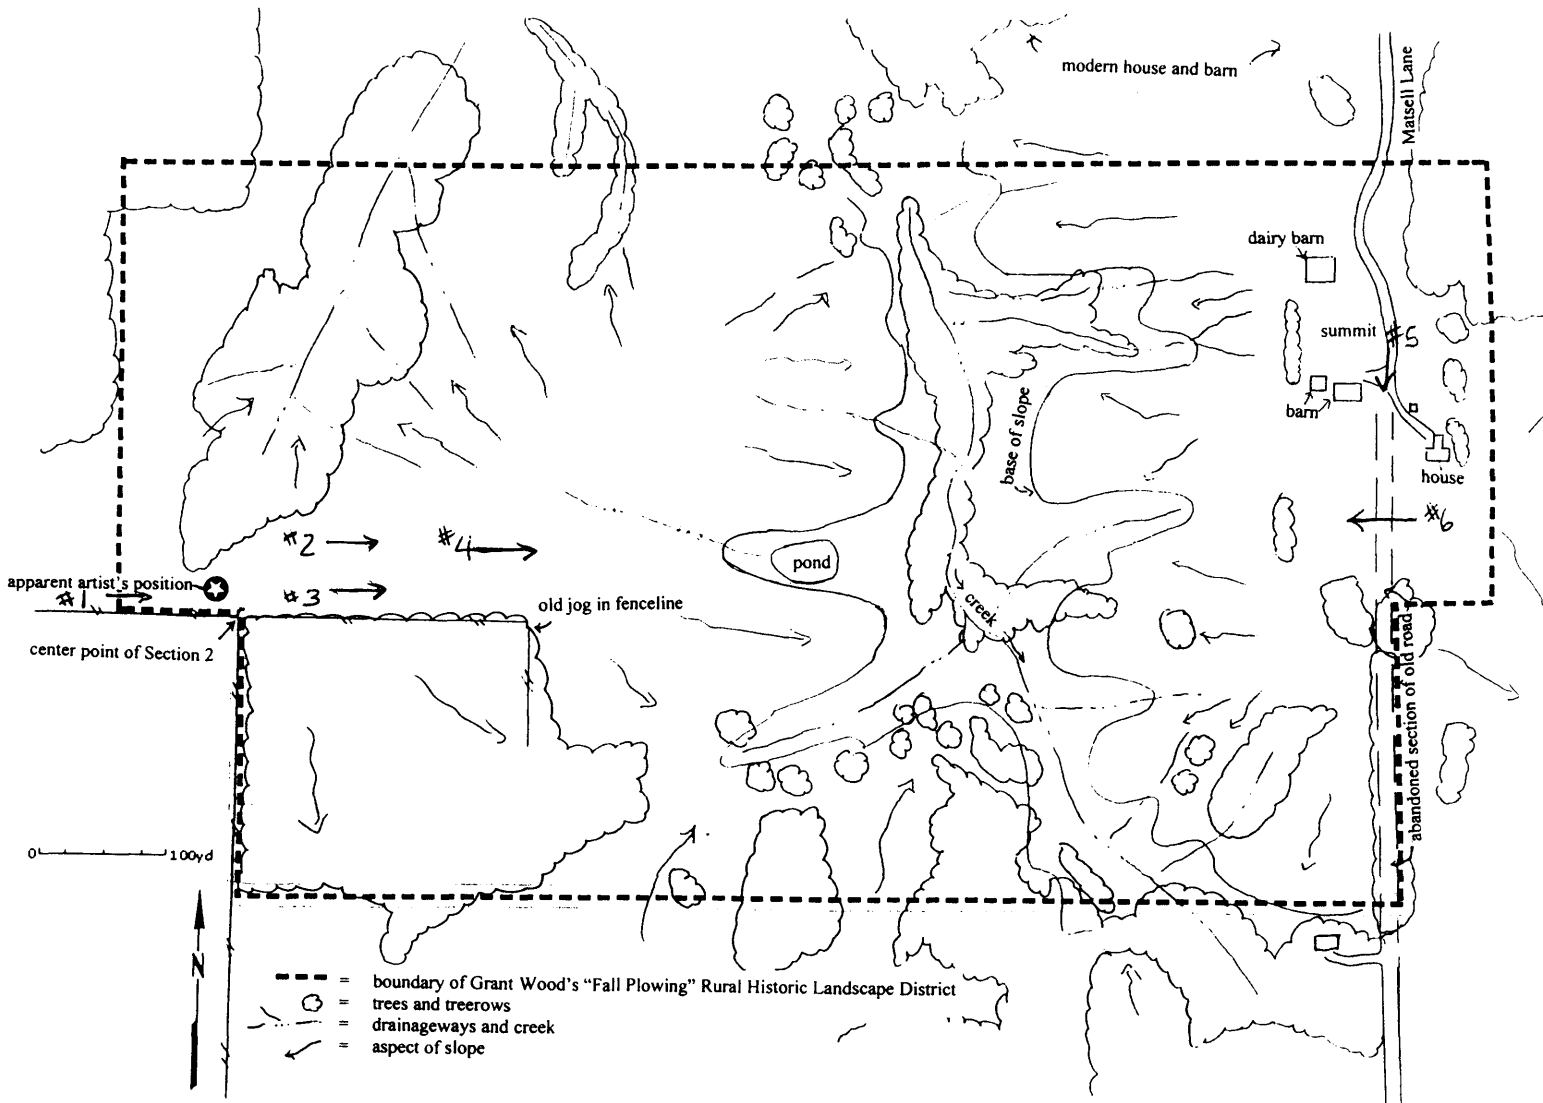 modern house and barn
Matsell Lane
dairy barn
summit
#5
barn
base of slope
house
#6
#2
#4
pond
apparent artist's position
#1
#3
old jog in fenceline
creek
center point of Section 2
abandoned section of old road
0 100yd
N
= boundary of Grant Wood's "Fall Plowing" Rural Historic Landscape District
= trees and treerows
= drainageways and creek
= aspect of slope